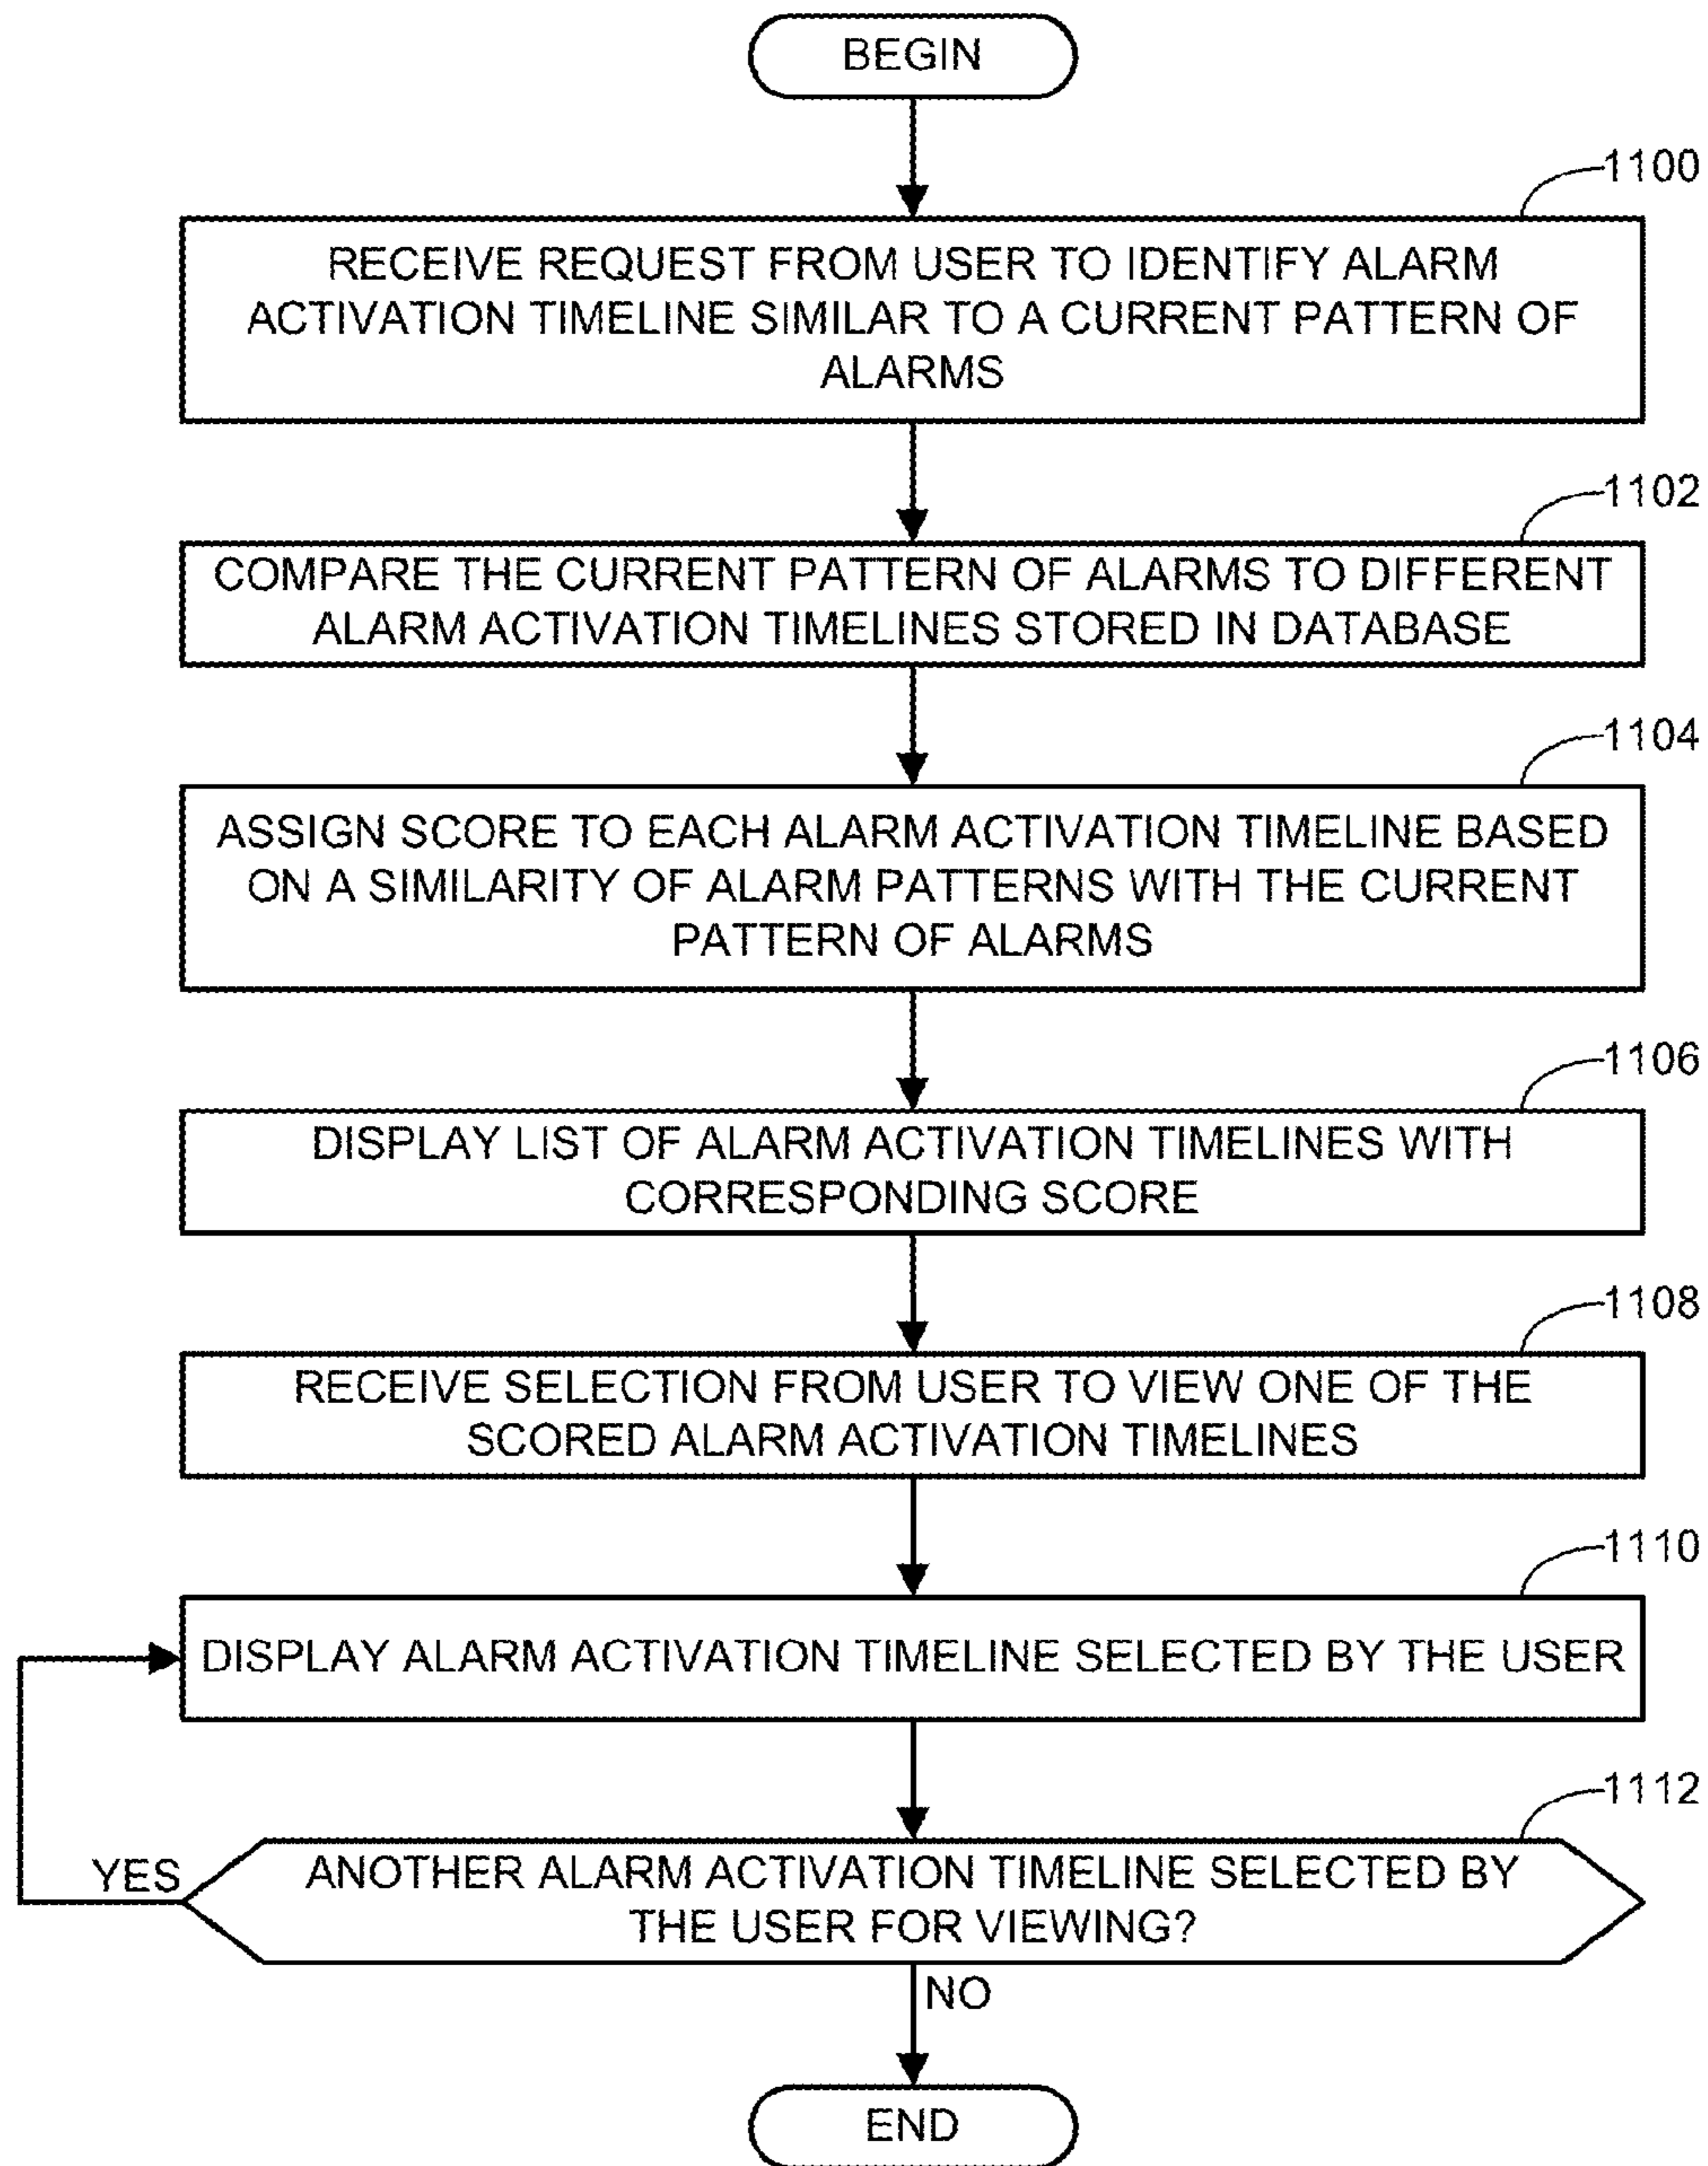 BEGIN
1100
RECEIVE REQUEST FROM USER TO IDENTIFY ALARM
ACTIVATION TIMELINE SIMILAR TO A CURRENT PATTERN OF
ALARMS
1102
COMPARE THE CURRENT PATTERN OF ALARMS TO DIFFERENT
ALARM ACTIVATION TIMELINES STORED IN DATABASE
1104
ASSIGN SCORE TO EACH ALARM ACTIVATION TIMELINE BASED
ON A SIMILARITY OF ALARM PATTERNS WITH THE CURRENT
PATTERN OF ALARMS
1106
DISPLAY LIST OF ALARM ACTIVATION TIMELINES WITH
CORRESPONDING SCORE
1108
RECEIVE SELECTION FROM USER TO VIEW ONE OF THE
SCORED ALARM ACTIVATION TIMELINES
1110
DISPLAY ALARM ACTIVATION TIMELINE SELECTED BY THE USER
1112
YES
ANOTHER ALARM ACTIVATION TIMELINE SELECTED BY
THE USER FOR VIEWING?
NO
END